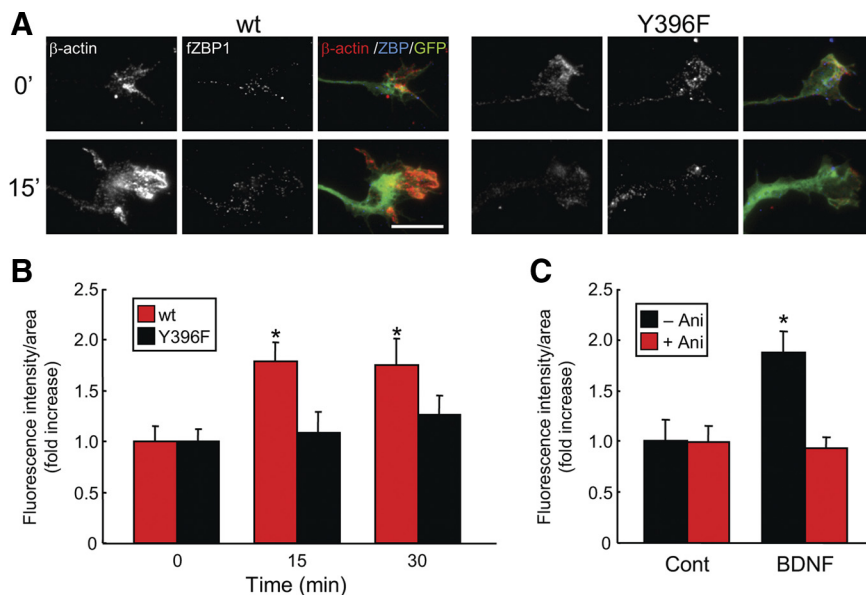 A
wt
Y396F
β-actin
fZBP1
β-actin /ZBP/GFP
0'
15'
B
Fluorescence intensity/area
(fold increase)
2.5
2.0
1.5
1.0
0.5
0
wt
Y396F
*
*
0
15
30
Time (min)
C
Fluorescence intensity/area
(fold increase)
2.5
2.0
1.5
1.0
0.5
0
– Ani
+ Ani
*
Cont
BDNF